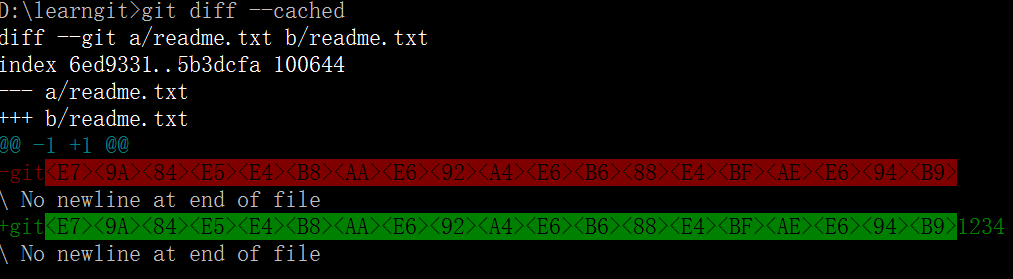 D:\learngit>git diff --cached
diff --git a/readme.txt b/readme.txt
index 6ed9331..5b3dcfa 100644
--- a/readme.txt
+++ b/readme.txt
@@ -1 +1 @@
-git<E7><9A><84><E5><E4><B8><AA><E6><92><A4><E6><B6><88><E4><BF><AE><E6><94><B9>
\ No newline at end of file
+git<E7><9A><84><E5><E4><B8><AA><E6><92><A4><E6><B6><88><E4><BF><AE><E6><94><B9>1234
\ No newline at end of file